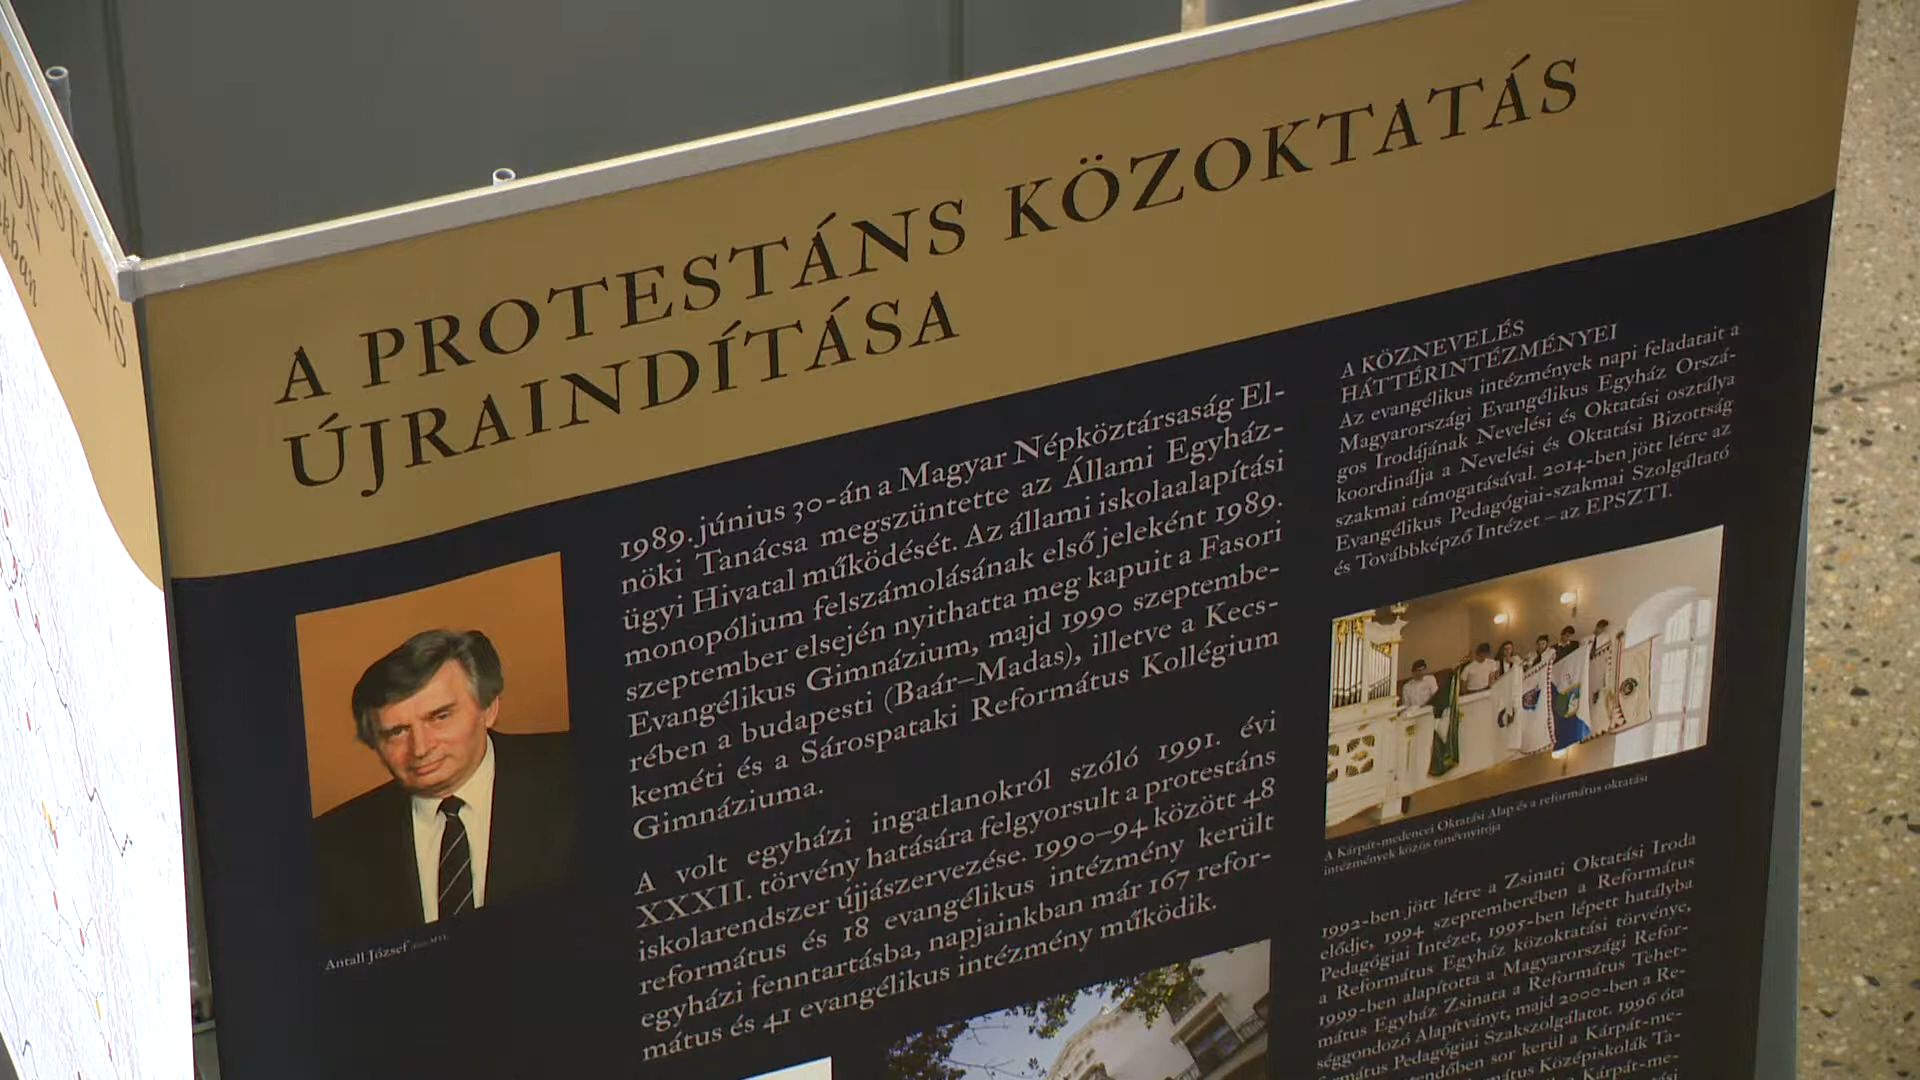 A PROTESTÁNS KÖZOKTATÁS
ÚJRAINDÍTÁSA
1989. június 30-án a Magyar Népköztársaság El-
nöki Tanácsa megszüntette az Állami Egyház-
ügyi Hivatal működését. Az állami iskolaalapítási
monopólium felszámolásának első jeleként 1989.
szeptember elsején nyithatta meg kapuit a Fasori
Evangélikus Gimnázium, majd 1990 szeptembe-
rében a budapesti (Baár–Madas), illetve a Kecs-
keméti és a Sárospataki Református Kollégium
Gimnáziuma.
A volt egyházi ingatlanokról szóló 1991. évi
XXXII. törvény hatására felgyorsult a protestáns
iskolarendszer újjászervezése. 1990–94 között 48
református és 18 evangélikus intézmény került
egyházi fenntartásba, napjainkban már 167 refor-
mátus és 41 evangélikus intézmény működik.
Antall József
A KÖZNEVELÉS
HÁTTÉRINTÉZMÉNYEI
Az evangélikus intézmények napi feladatait a
Magyarországi Evangélikus Egyház Orszá-
gos Irodájának Nevelési és Oktatási osztálya
koordinálja a Nevelési és Oktatási Bizottság
szakmai támogatásával. 2014-ben jött létre az
Evangélikus Pedagógiai-szakmai Szolgáltató
és Továbbképző Intézet – az EPSZTI.
A Kárpát-medencei Oktatási Alap és a református oktatási
intézmények közös tanévnyitója
1992-ben jött létre a Zsinati Oktatási Iroda
elődje, 1994 szeptemberében a Református
Pedagógiai Intézet, 1995-ben lépett hatályba
a Református Egyház közoktatási törvénye,
1999-ben alapította a Magyarországi Refor-
mátus Egyház Zsinata a Református Tehet-
séggondozó Alapítványt, majd 2000-ben a Re-
formátus Pedagógiai Szakszolgálatot. 1996 óta
sor kerül a Kárpát-me-
Középiskolák Ta-
Kárpát-me-
PROTESTÁNS